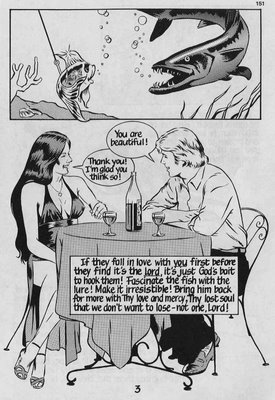 151
You are
beautiful!
Thank you!
I'm glad
you think
so!
If they fall in love with you first before
they find it's the Lord, it's just God's bait
to hook them! Fascinate the fish with the
lure! Make it irresistible! Bring him back
for more with Thy love and mercy, Thy lost soul
that we don't want to lose-not one, Lord!
3